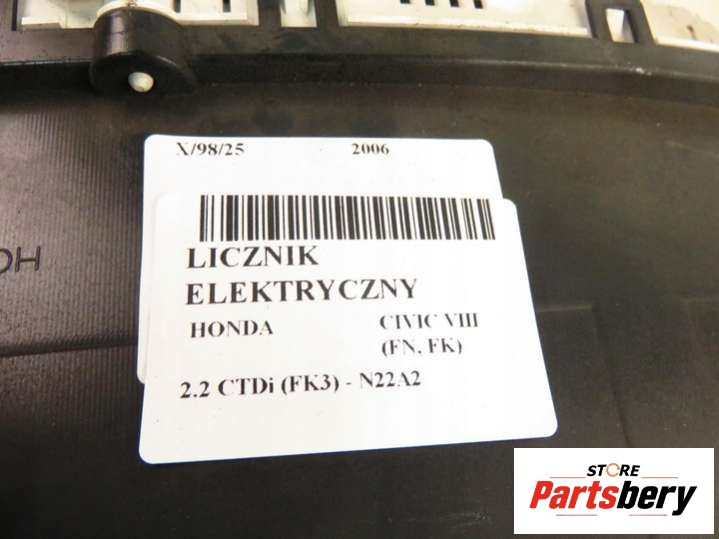 X/98/25 2006
LICZNIK
ELEKTRYCZNY
HONDA CIVIC VIII
(FN, FK)
2.2 CTDi (FK3) - N22A2
STORE
Partsbery